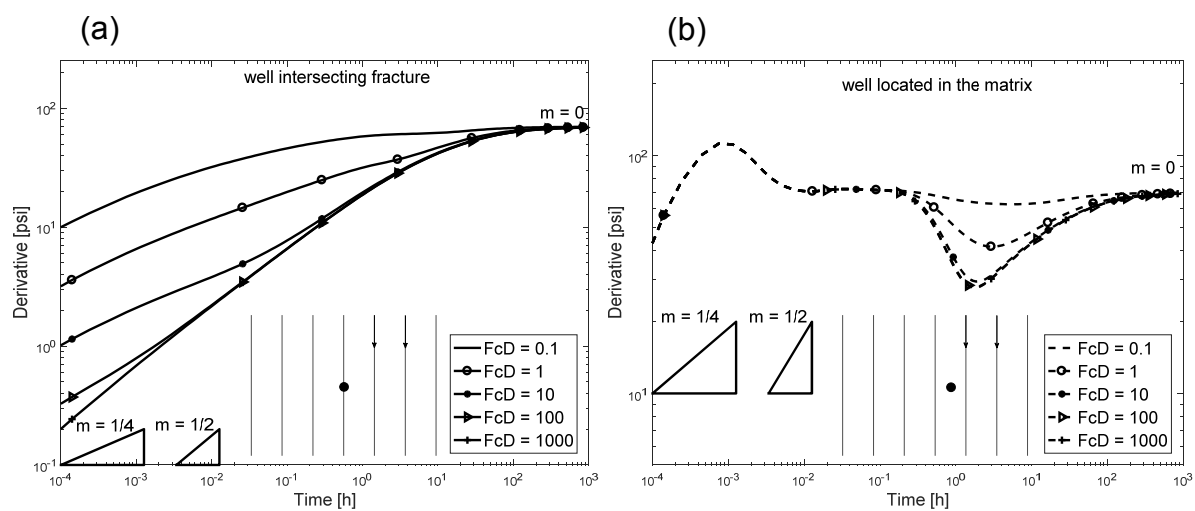 (a)
well intersecting fracture
m = 0
10²
10¹
10⁰
10⁻¹
Derivative [psi]
m = 1/4
m = 1/2
FcD = 0.1
FcD = 1
FcD = 10
FcD = 100
FcD = 1000
10⁻⁴
10⁻³
10⁻²
10⁻¹
10⁰
10¹
10²
10³
Time [h]
(b)
well located in the matrix
m = 0
10²
10¹
Derivative [psi]
m = 1/4
m = 1/2
FcD = 0.1
FcD = 1
FcD = 10
FcD = 100
FcD = 1000
10⁻⁴
10⁻³
10⁻²
10⁻¹
10⁰
10¹
10²
10³
Time [h]